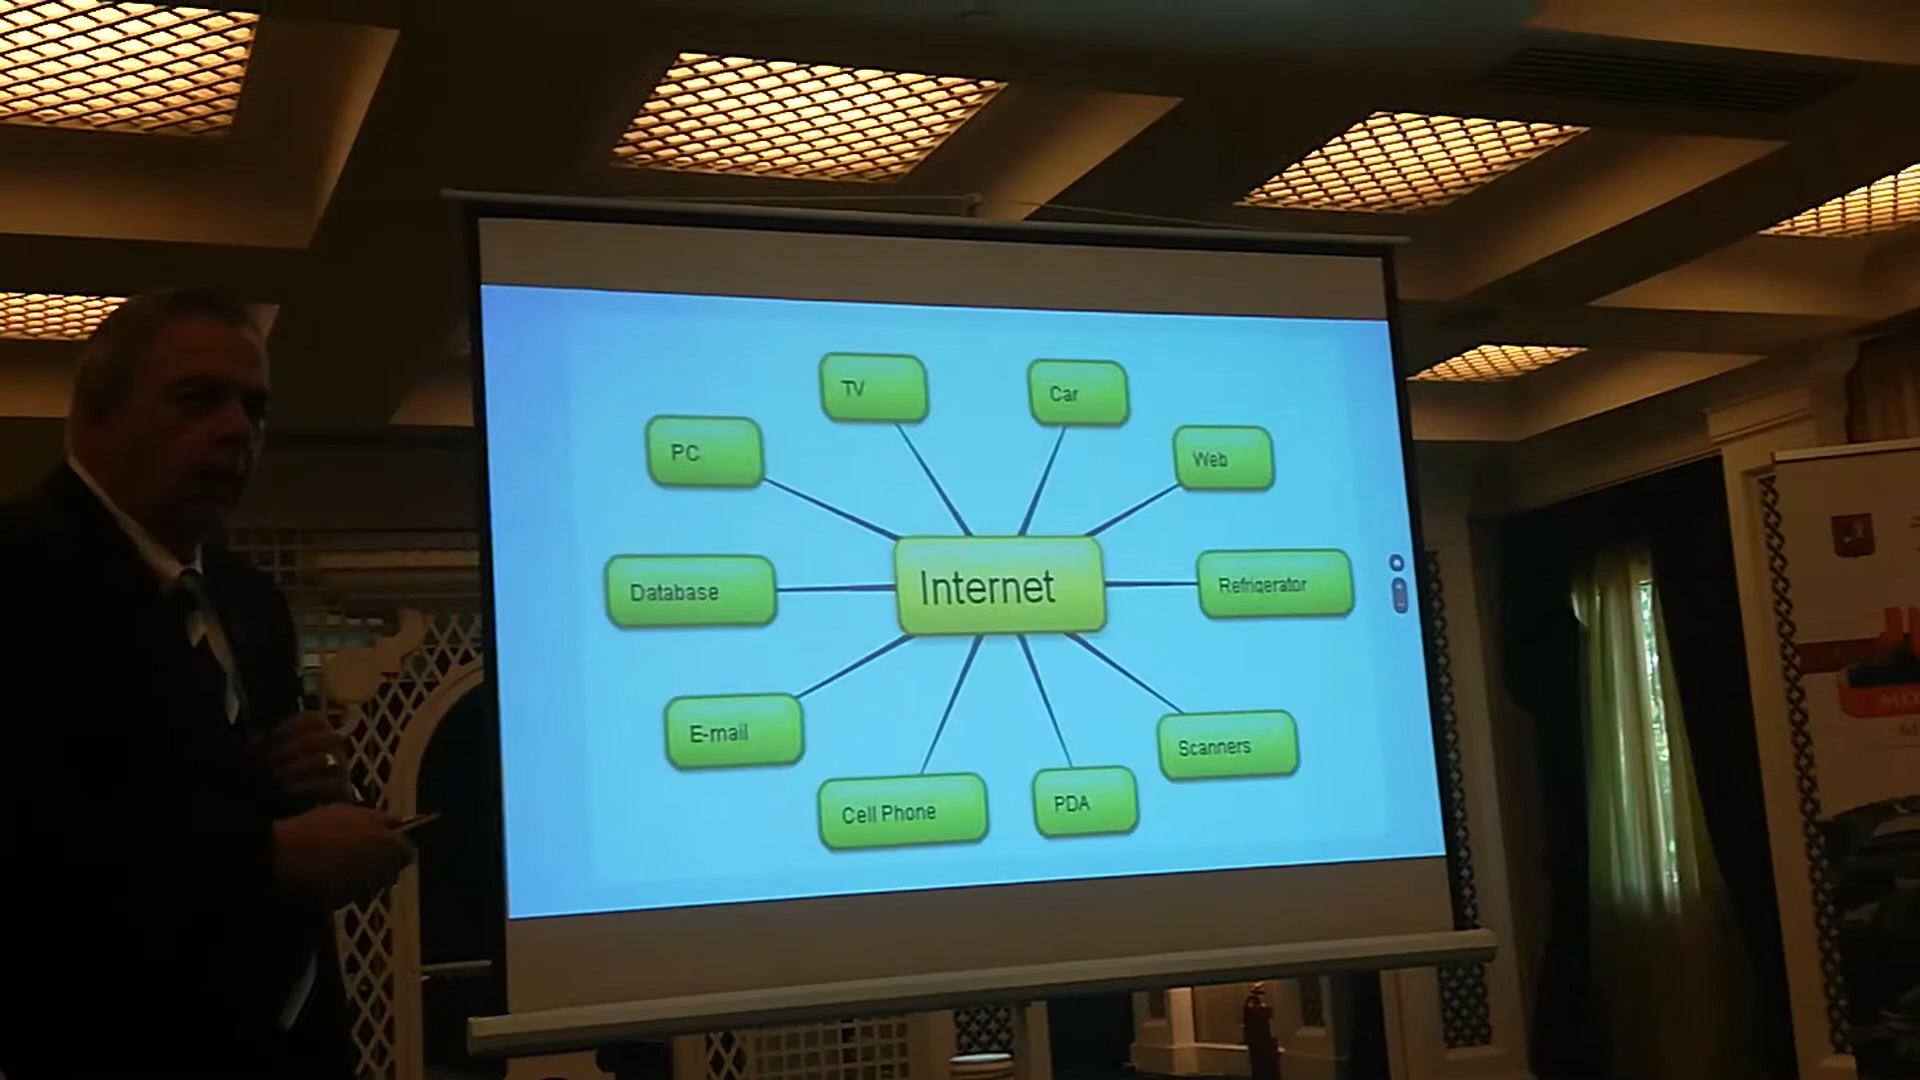 TV
Car
PC
Web
Database
Internet
Refrigerator
E-mail
Scanners
Cell Phone
PDA